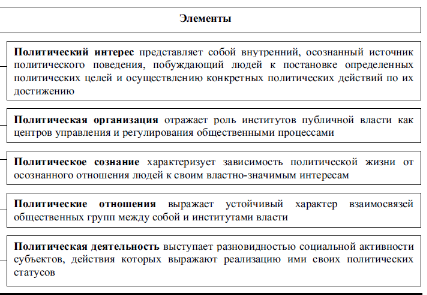 Элементы
Политический интерес представляет собой внутренний, осознанный источник
политического поведения, побуждающий людей к постановке определенных
политических целей и осуществлению конкретных политических действий по их
достижению
Политическая организация отражает роль институтов публичной власти как
центров управления и регулирования общественными процессами
Политическое сознание характеризует зависимость политической жизни от
осознанного отношения людей к своим властно-значимым интересам
Политические отношения выражает устойчивый характер взаимосвязей
общественных групп между собой и институтами власти
Политическая деятельность выступает разновидностью социальной активности
субъектов, действия которых выражают реализацию ими своих политических
статусов